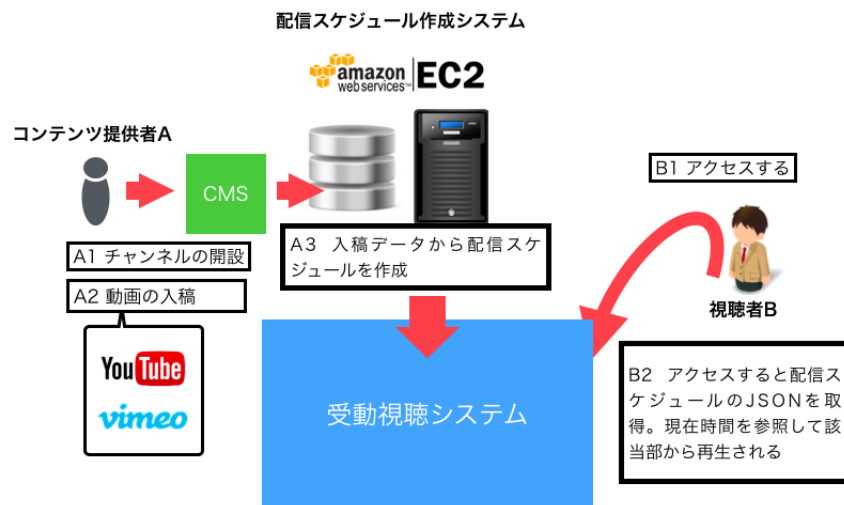 配信スケジュール作成システム
amazon
web services™
EC2
コンテンツ提供者A
CMS
A1 チャンネルの開設
A2 動画の入稿
YouTube
vimeo
A3 入稿データから配信スケ
ジュールを作成
受動視聴システム
B1 アクセスする
視聴者B
B2 アクセスすると配信ス
ケジュールのJSONを取
得。現在時間を参照して該
当部から再生される